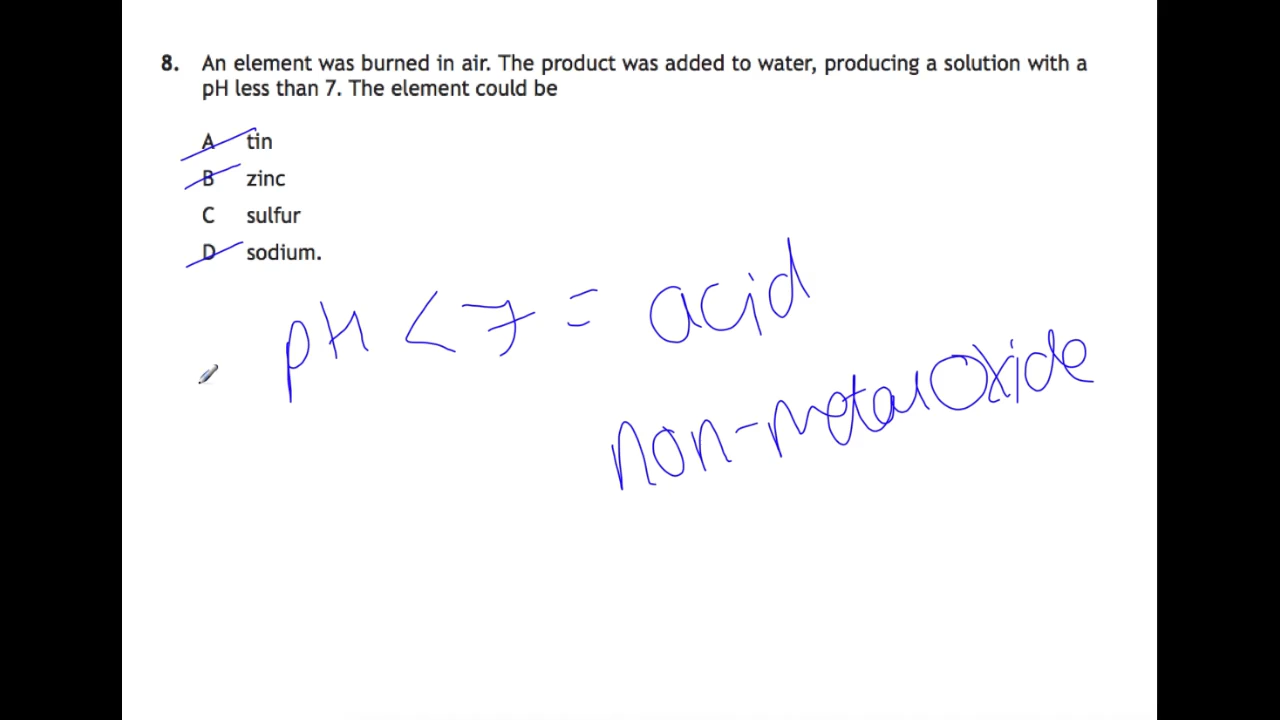 8. An element was burned in air. The product was added to water, producing a solution with a
pH less than 7. The element could be
A tin
B zinc
C sulfur
D sodium.
pH < 7 = acid
non-metal oxide